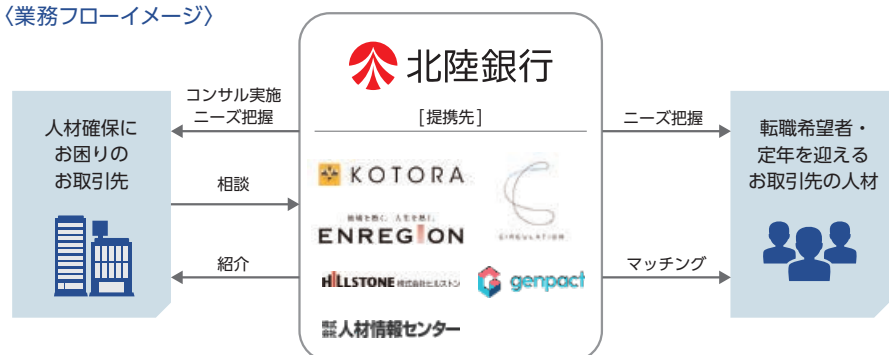 〈業務フローイメージ〉
北陸銀行
[提携先]
人材確保に
お困りの
お取引先
コンサル実施
ニーズ把握
相談
紹介
KOTORA
CIRCULATION
ENREGION
HILLSTONE 株式会社ヒルストン
genpact
株式会社人材情報センター
ニーズ把握
マッチング
転職希望者・
定年を迎える
お取引先の人材